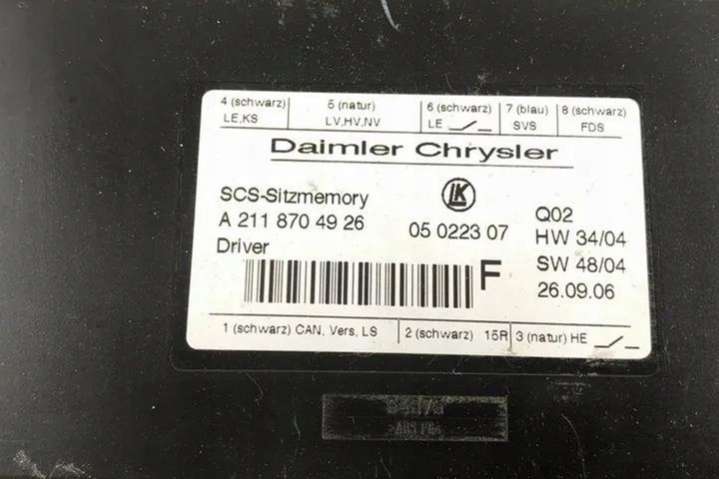 4 (schwarz) 5 (natur) 6 (schwarz) 7 (blau) 8 (schwarz)
LE,KS LV,HV,NV LE SVS FDS
Daimler Chrysler
SCS-Sitzmemory LK Q02
A 211 870 49 26 05 0223 07 HW 34/04
Driver SW 48/04
F 26.09.06
1 (schwarz) CAN, Vers, LS 2 (schwarz) 15R 3 (natur) HE